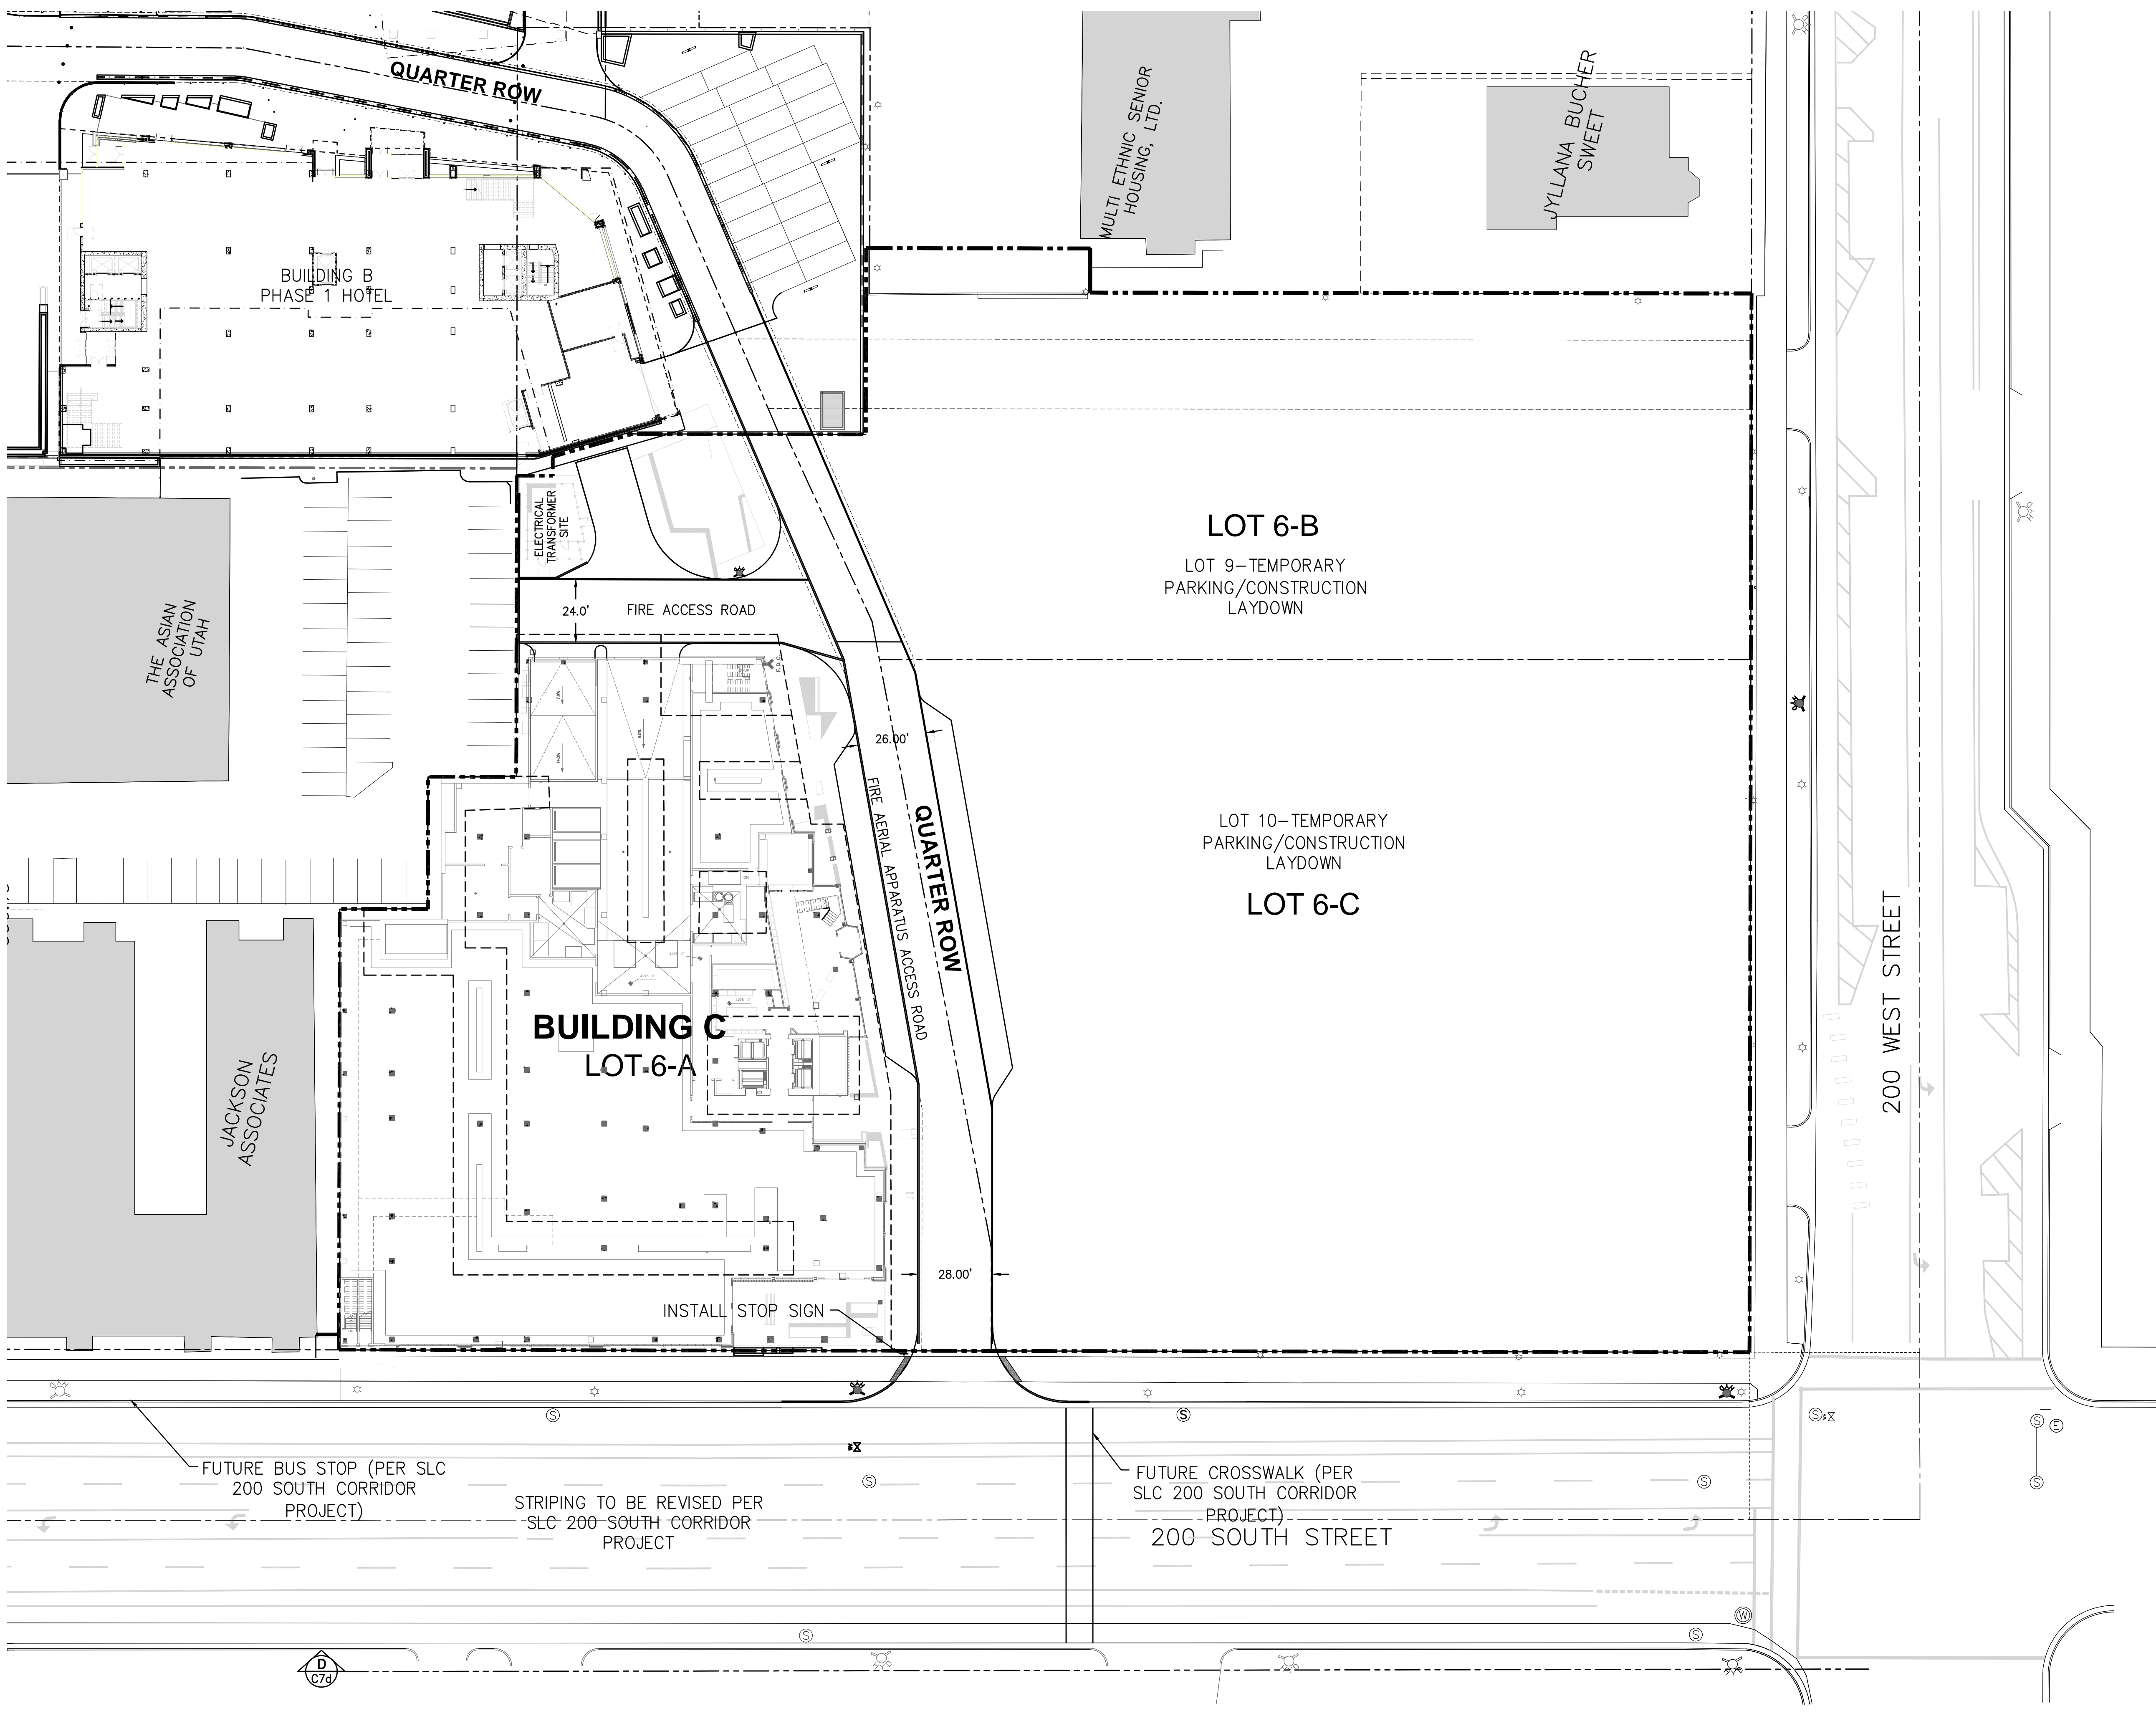 QUARTER ROW
MULTI ETHNIC SENIOR
HOUSING, LTD.
JYLLANA BUCHER
SWEET
BUILDING B
PHASE 1 HOTEL
ELECTRICAL
TRANSFORMER
SITE
LOT 6-B
LOT 9-TEMPORARY
PARKING/CONSTRUCTION
LAYDOWN
24.0'
FIRE ACCESS ROAD
THE ASIAN
ASSOCIATION
OF UTAH
26.00'
FIRE AERIAL APPARATUS ACCESS ROAD
QUARTER ROW
LOT 10-TEMPORARY
PARKING/CONSTRUCTION
LAYDOWN
LOT 6-C
200 WEST STREET
BUILDING C
LOT 6-A
JACKSON
ASSOCIATES
28.00'
INSTALL STOP SIGN
S
S
S
S
E
FUTURE BUS STOP (PER SLC
200 SOUTH CORRIDOR
PROJECT)
STRIPING TO BE REVISED PER
SLC 200 SOUTH CORRIDOR
PROJECT
S
FUTURE CROSSWALK (PER
SLC 200 SOUTH CORRIDOR
PROJECT)
200 SOUTH STREET
S
S
W
S
S
D
C7d